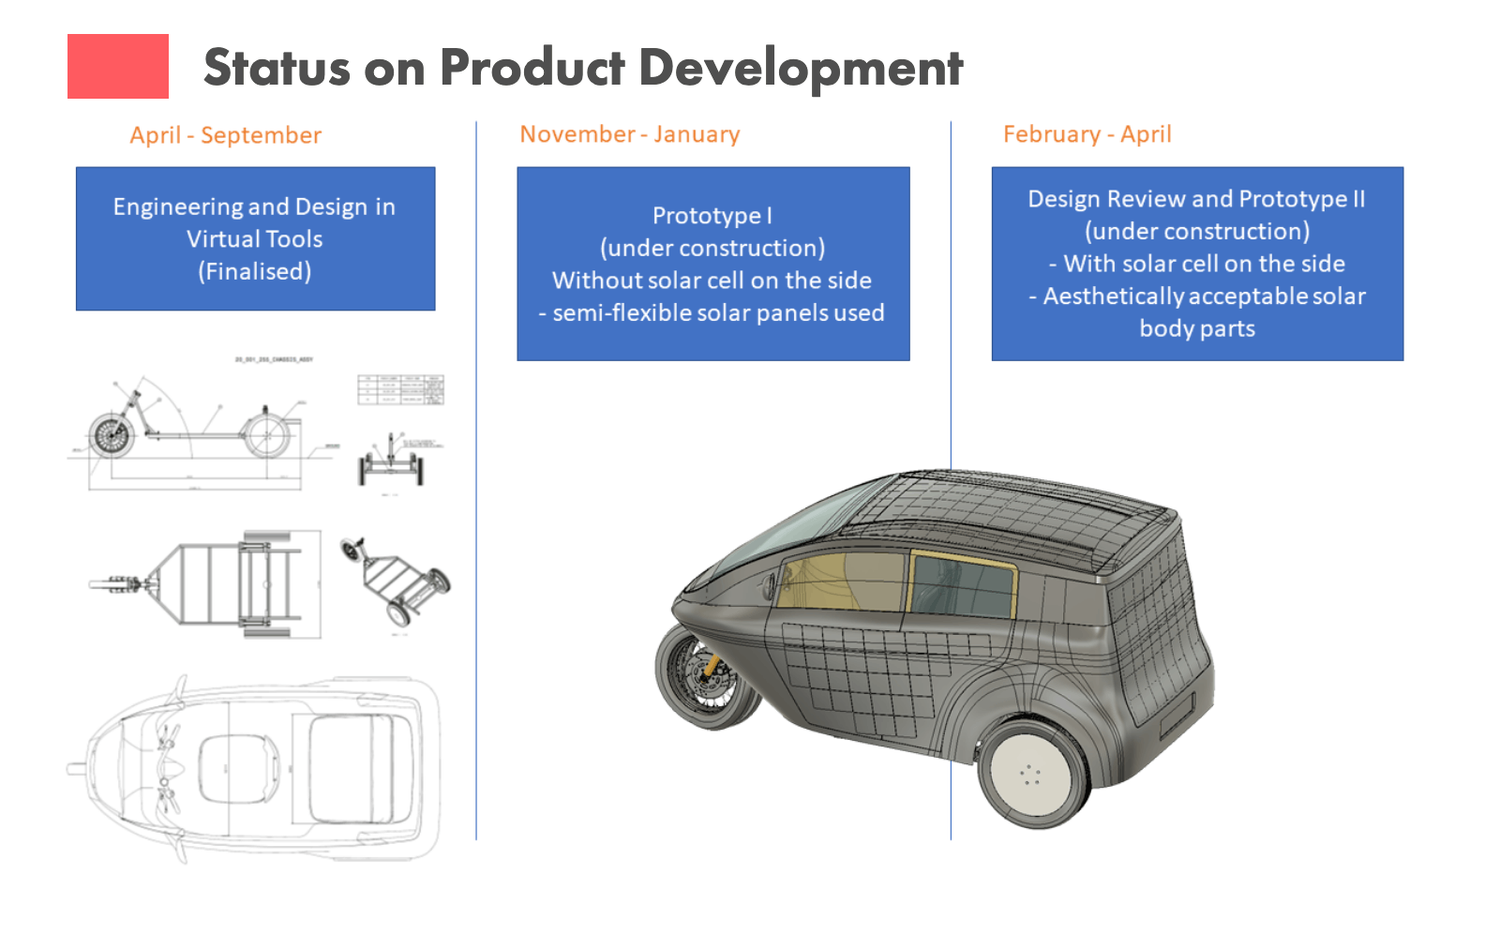 Status on Product Development
April - September
Engineering and Design in
Virtual Tools
(Finalised)
November - January
Prototype I
(under construction)
Without solar cell on the side
- semi-flexible solar panels used
February - April
Design Review and Prototype II
(under construction)
- With solar cell on the side
- Aesthetically acceptable solar
body parts